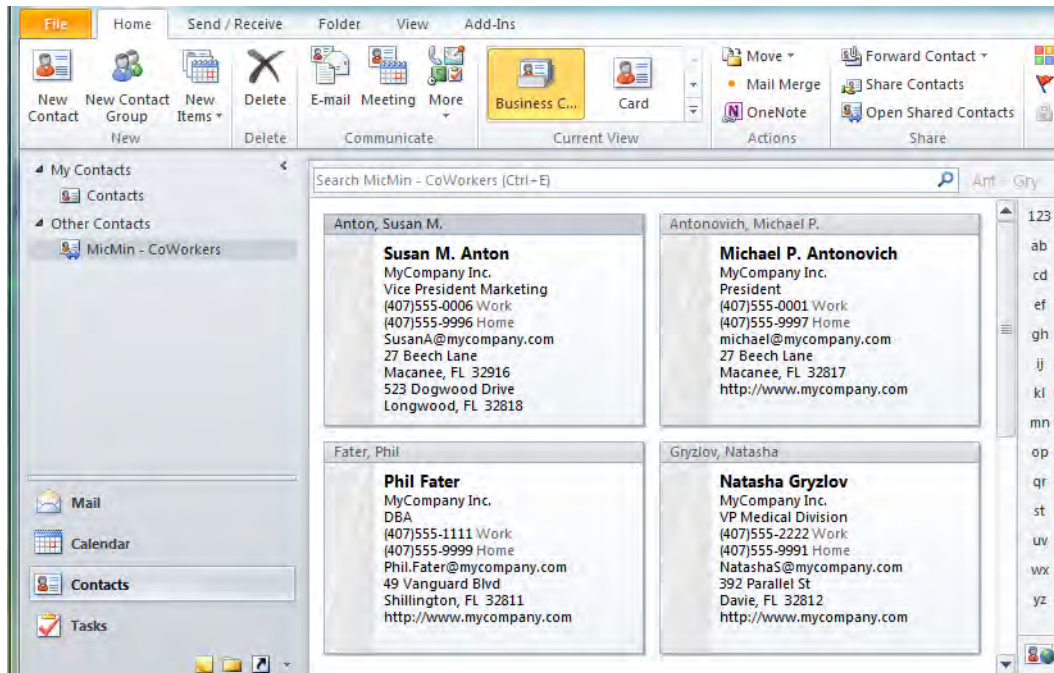 File Home Send / Receive Folder View Add-Ins
New Contact New Contact Group New Items
Delete
E-mail Meeting More
Business C... Card
Move
Mail Merge
OneNote
Forward Contact
Share Contacts
Open Shared Contacts
New Delete Communicate Current View Actions Share
My Contacts
Contacts
Other Contacts
MicMin - CoWorkers
Mail
Calendar
Contacts
Tasks
Search MicMin - CoWorkers (Ctrl+E)
Ant - Gry
Anton, Susan M.
Susan M. Anton
MyCompany Inc.
Vice President Marketing
(407)555-0006 Work
(407)555-9996 Home
SusanA@mycompany.com
27 Beech Lane
Macanee, FL 32916
523 Dogwood Drive
Longwood, FL 32818
Antonovich, Michael P.
Michael P. Antonovich
MyCompany Inc.
President
(407)555-0001 Work
(407)555-9997 Home
michael@mycompany.com
27 Beech Lane
Macanee, FL 32817
http://www.mycompany.com
Fater, Phil
Phil Fater
MyCompany Inc.
DBA
(407)555-1111 Work
(407)555-9999 Home
Phil.Fater@mycompany.com
49 Vanguard Blvd
Shillington, FL 32811
http://www.mycompany.com
Gryzlov, Natasha
Natasha Gryzlov
MyCompany Inc.
VP Medical Division
(407)555-2222 Work
(407)555-9991 Home
NatashaS@mycompany.com
392 Parallel St
Davie, FL 32812
http://www.mycompany.com
123
ab
cd
ef
gh
ij
kl
mn
op
qr
st
uv
wx
yz